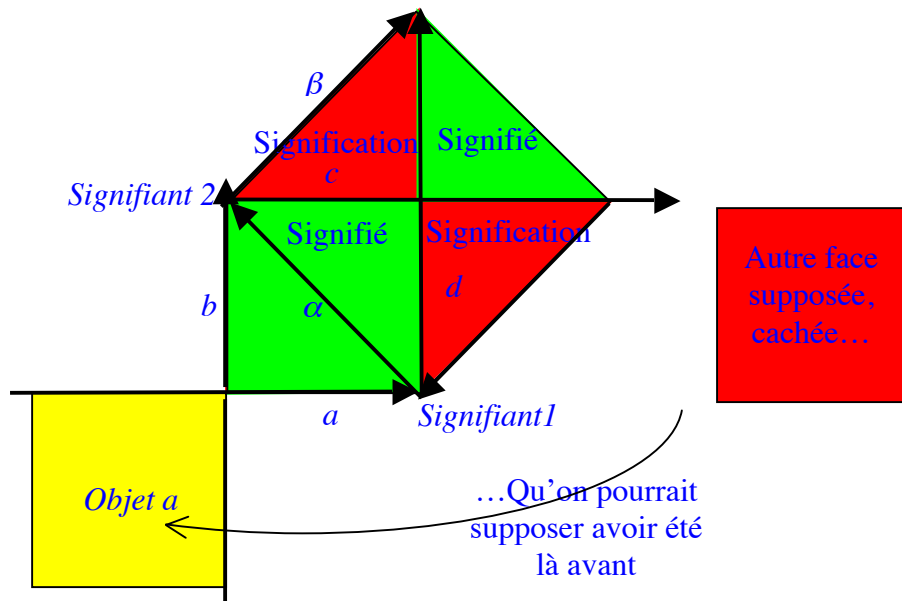 β
Signification
Signifié
c
Signifiant 2
Signifié
Signification
Autre face
supposée,
cachée…
b
α
d
a
Signifiant1
Objet a
…Qu’on pourrait
supposer avoir été
là avant